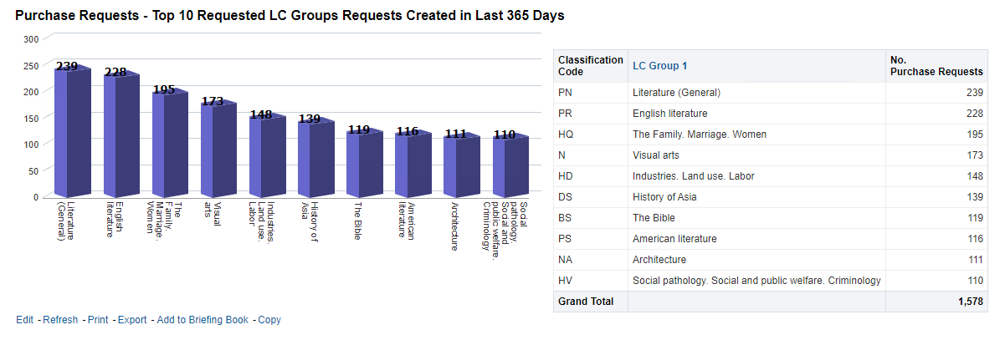 Purchase Requests - Top 10 Requested LC Groups Requests Created in Last 365 Days
300
250
200
150
100
50
0
239
228
195
173
148
139
119
116
111
110
Literature
(General)
English
literature
The
Family.
Marriage.
Women
Visual
arts
Industries.
Land use.
Labor
History of
Asia
The Bible
American
literature
Architecture
Social
pathology.
Social and
public welfare.
Criminology
Classification Code LC Group 1 No. Purchase Requests
PN Literature (General) 239
PR English literature 228
HQ The Family. Marriage. Women 195
N Visual arts 173
HD Industries. Land use. Labor 148
DS History of Asia 139
BS The Bible 119
PS American literature 116
NA Architecture 111
HV Social pathology. Social and public welfare. Criminology 110
Grand Total 1,578
Edit - Refresh - Print - Export - Add to Briefing Book - Copy